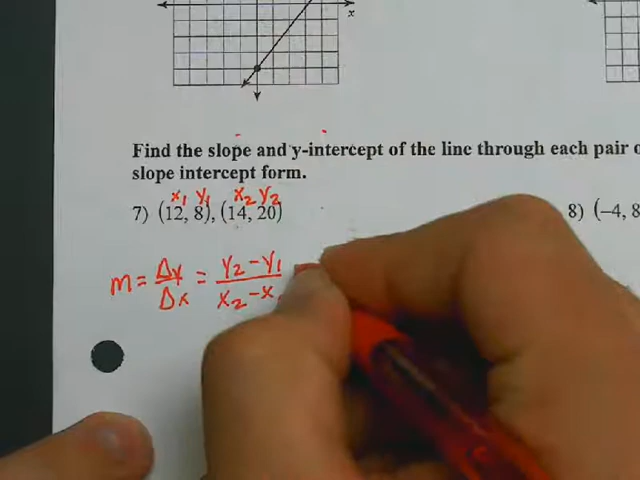 x
Find the slope and y-intercept of the line through each pair o
slope intercept form.
x₁ y₁ x₂ y₂
7) (12, 8), (14, 20)
8) (–4, 8
m = Δy/Δx = y₂ – y₁ / x₂ – x